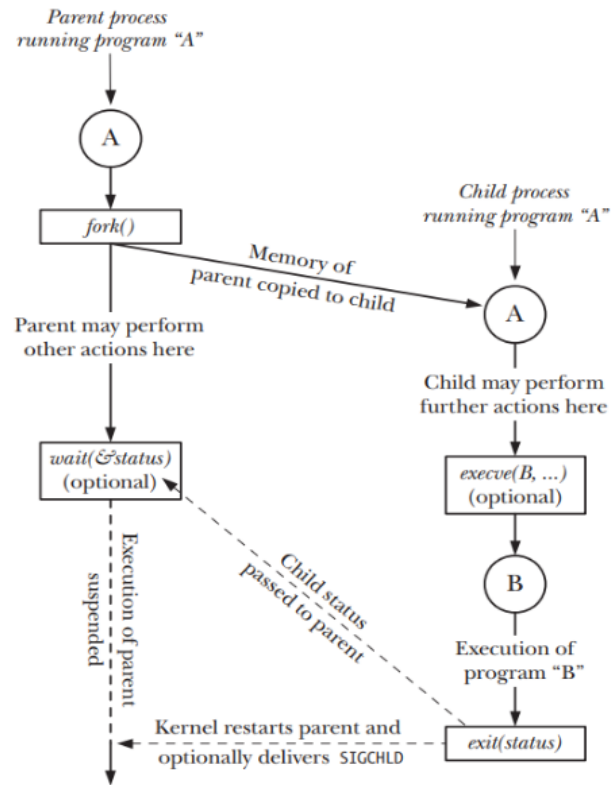 Parent process
running program “A”
A
fork()
Child process
running program “A”
Memory of
parent copied to child
A
Parent may perform
other actions here
Child may perform
further actions here
wait(&status)
(optional)
execve(B, ...)
(optional)
B
Execution of parent
suspended
Child status
passed to parent
Execution of
program “B”
Kernel restarts parent and
optionally delivers SIGCHLD
exit(status)